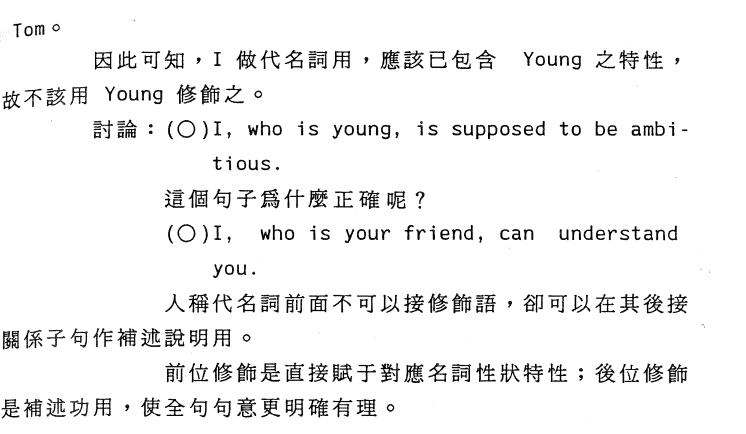 Tom。
因此可知，I 做代名詞用，應該已包含 Young 之特性，
故不該用 Young 修飾之。
討論：(○)I, who is young, is supposed to be ambi-
tious.
這個句子爲什麼正確呢？
(○)I, who is your friend, can understand
you.
人稱代名詞前面不可以接修飾語，卻可以在其後接
關係子句作補述說明用。
前位修飾是直接賦于對應名詞性狀特性；後位修飾
是補述功用，使全句句意更明確有理。